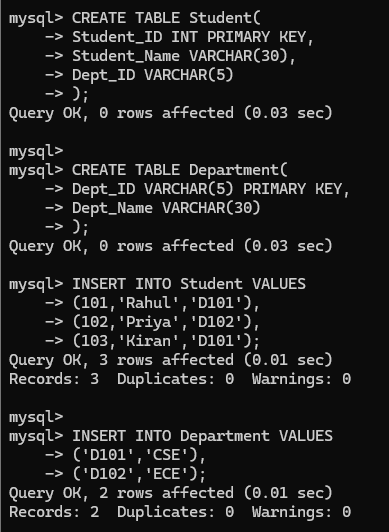 mysql> CREATE TABLE Student(
    -> Student_ID INT PRIMARY KEY,
    -> Student_Name VARCHAR(30),
    -> Dept_ID VARCHAR(5)
    -> );
Query OK, 0 rows affected (0.03 sec)

mysql>
mysql> CREATE TABLE Department(
    -> Dept_ID VARCHAR(5) PRIMARY KEY,
    -> Dept_Name VARCHAR(30)
    -> );
Query OK, 0 rows affected (0.03 sec)

mysql> INSERT INTO Student VALUES
    -> (101,'Rahul','D101'),
    -> (102,'Priya','D102'),
    -> (103,'Kiran','D101');
Query OK, 3 rows affected (0.01 sec)
Records: 3  Duplicates: 0  Warnings: 0

mysql>
mysql> INSERT INTO Department VALUES
    -> ('D101','CSE'),
    -> ('D102','ECE');
Query OK, 2 rows affected (0.01 sec)
Records: 2  Duplicates: 0  Warnings: 0